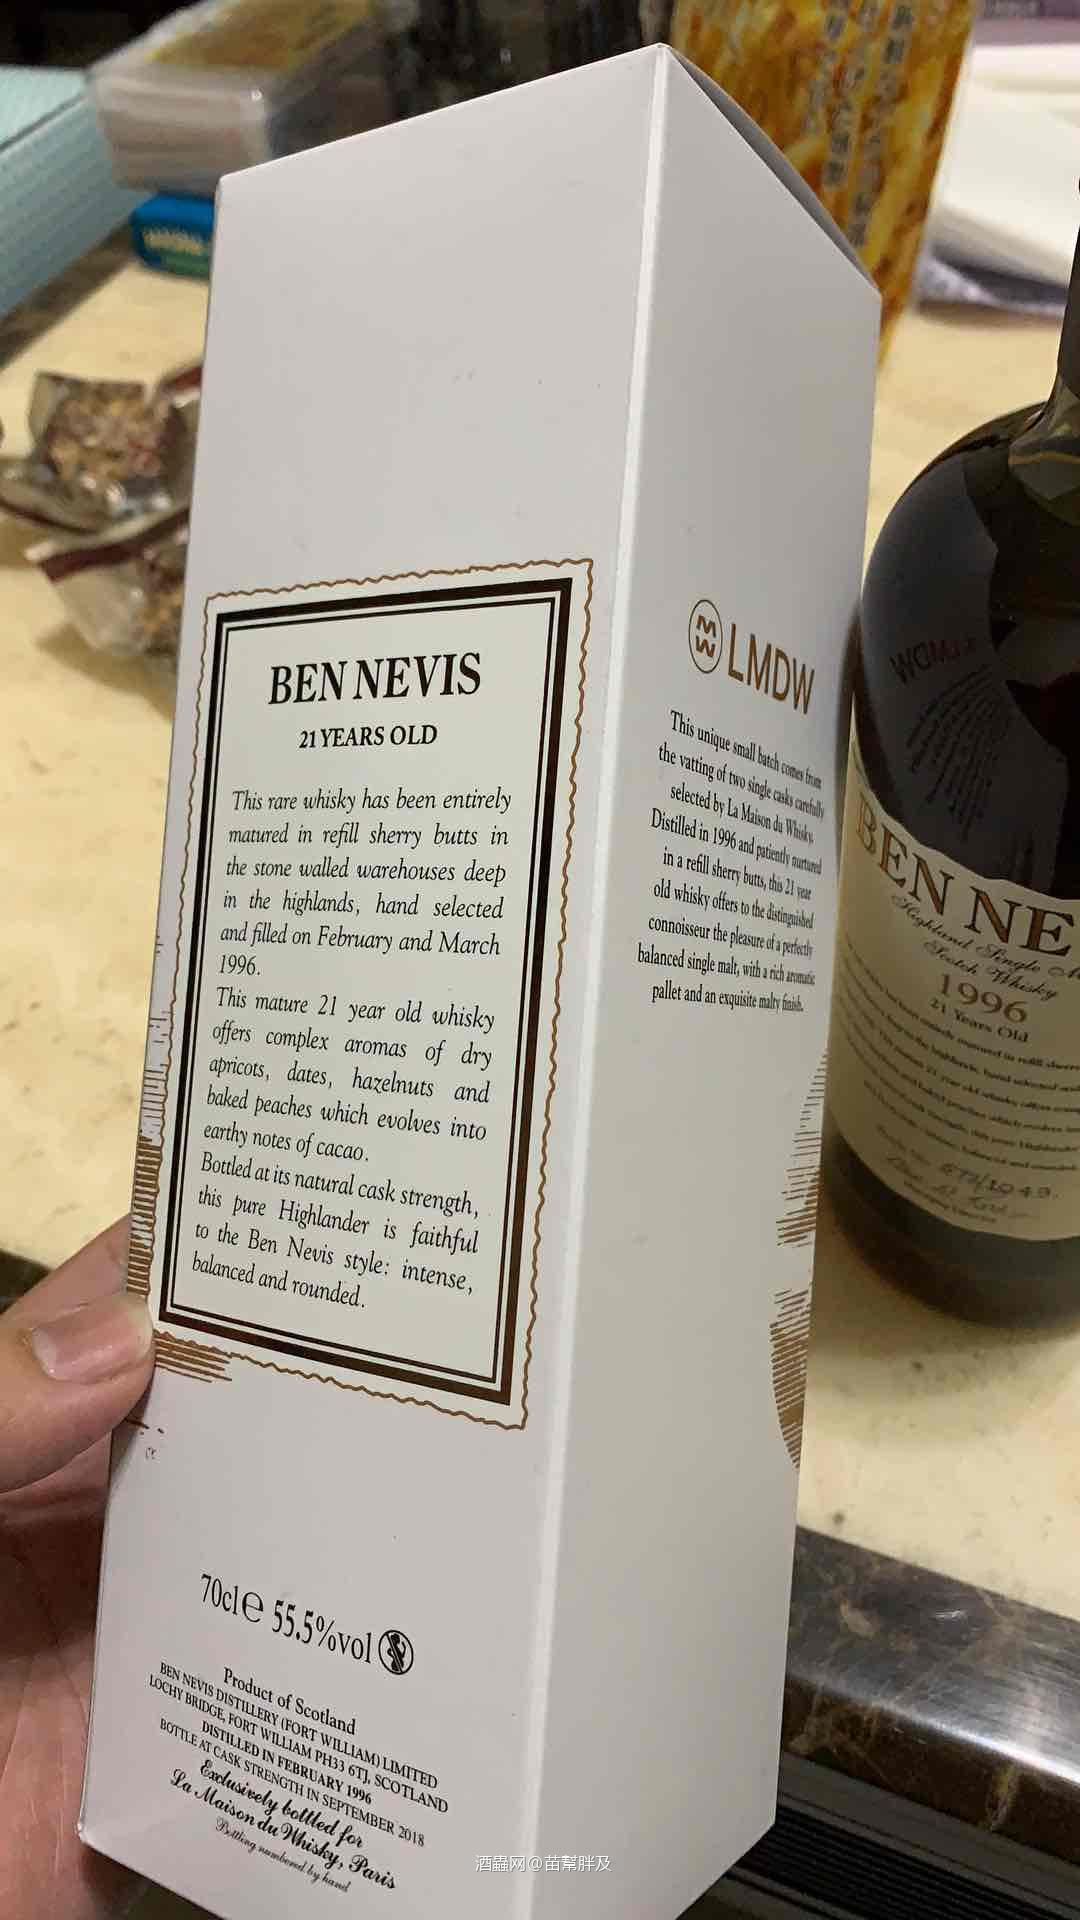 BEN NEVIS
21 YEARS OLD
This rare whisky has been entirely
matured in refill sherry butts in
the stone walled warehouses deep
in the highlands, hand selected
and filled on February and March
1996.
This mature 21 year old whisky
offers complex aromas of dry
apricots, dates, hazelnuts and
baked peaches which evolves into
earthy notes of cacao.
Bottled at its natural cask strength,
this pure Highlander is faithful
to the Ben Nevis style: intense,
balanced and rounded.
70cl℮ 55.5%vol
Product of Scotland
BEN NEVIS DISTILLERY (FORT WILLIAM) LIMITED
LOCHY BRIDGE, FORT WILLIAM PH33 6TJ, SCOTLAND
DISTILLED IN FEBRUARY 1996
BOTTLE AT CASK STRENGTH IN SEPTEMBER 2018
Exclusively bottled for
La Maison du Whisky, Paris
Bottling numbered by hand
LMDW
This unique small batch comes from
the vatting of two single casks carefully
selected by La Maison du Whisky.
Distilled in 1996 and patiently nurtured
in a refill sherry butts, this 21 year
old whisky offers to the distinguished
connoisseur the pleasure of a perfectly
balanced single malt, with a rich aromatic
pallet and an exquisite malty finish.
BEN NE
Highland Single
Scotch Whisky
1996
21 Years Old
酒蟲网@苗幫胖及